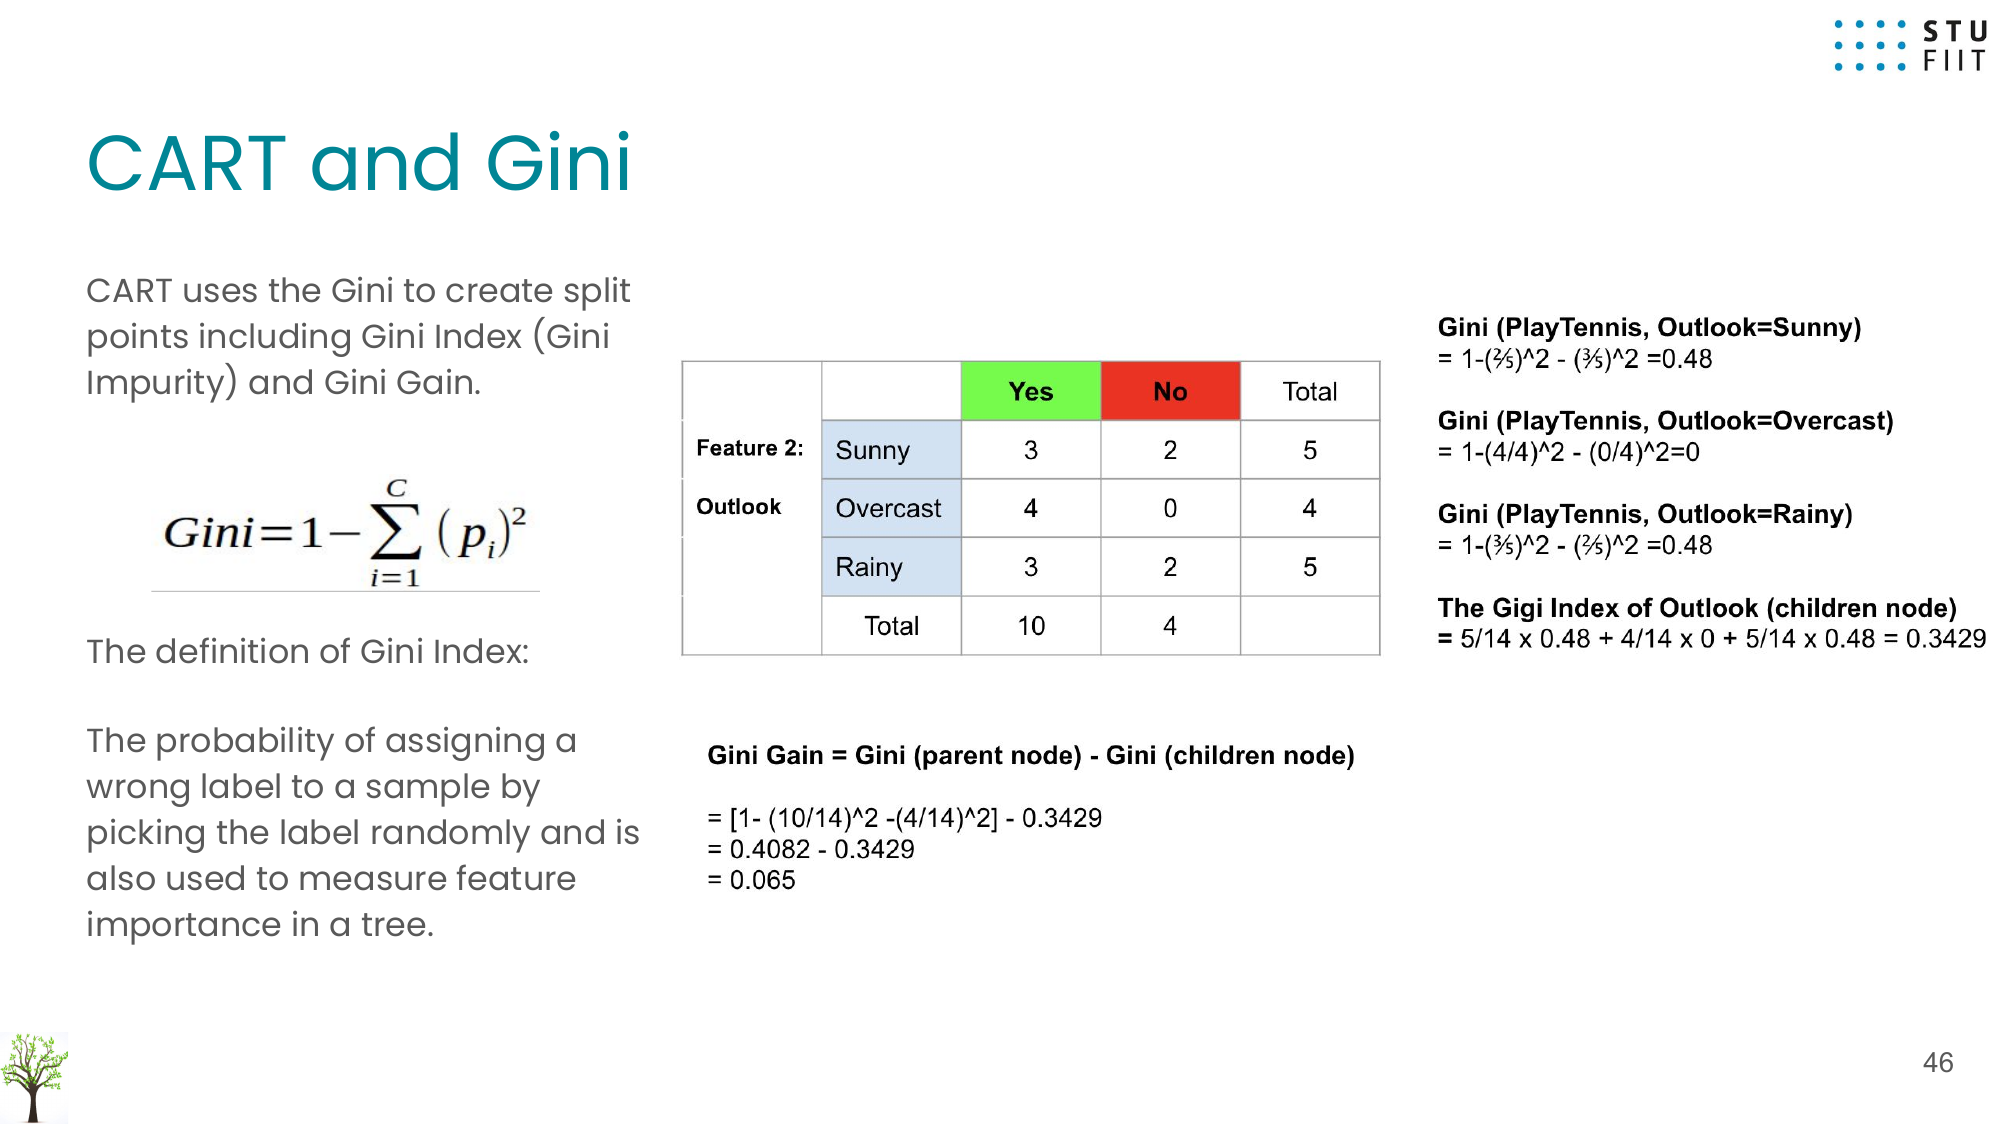 STU
FIIT
CART and Gini
CART uses the Gini to create split
points including Gini Index (Gini
Impurity) and Gini Gain.
Gini=1−∑_{i=1}^{C}(p_i)^2
The definition of Gini Index:
The probability of assigning a
wrong label to a sample by
picking the label randomly and is
also used to measure feature
importance in a tree.
Yes No Total
Feature 2: Sunny 3 2 5
Outlook Overcast 4 0 4
Rainy 3 2 5
Total 10 4
Gini Gain = Gini (parent node) - Gini (children node)
= [1- (10/14)^2 -(4/14)^2] - 0.3429
= 0.4082 - 0.3429
= 0.065
Gini (PlayTennis, Outlook=Sunny)
= 1-(⅖)^2 - (⅗)^2 =0.48
Gini (PlayTennis, Outlook=Overcast)
= 1-(4/4)^2 - (0/4)^2=0
Gini (PlayTennis, Outlook=Rainy)
= 1-(⅗)^2 - (⅖)^2 =0.48
The Gigi Index of Outlook (children node)
= 5/14 x 0.48 + 4/14 x 0 + 5/14 x 0.48 = 0.3429
46